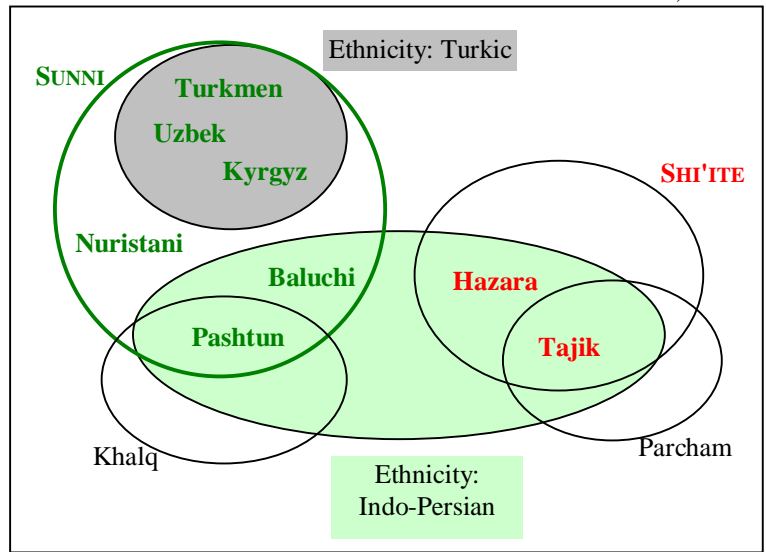 Ethnicity: Turkic
SUNNI
Turkmen
Uzbek
Kyrgyz
SHI'ITE
Nuristani
Baluchi
Hazara
Pashtun
Tajik
Khalq
Parcham
Ethnicity:
Indo-Persian